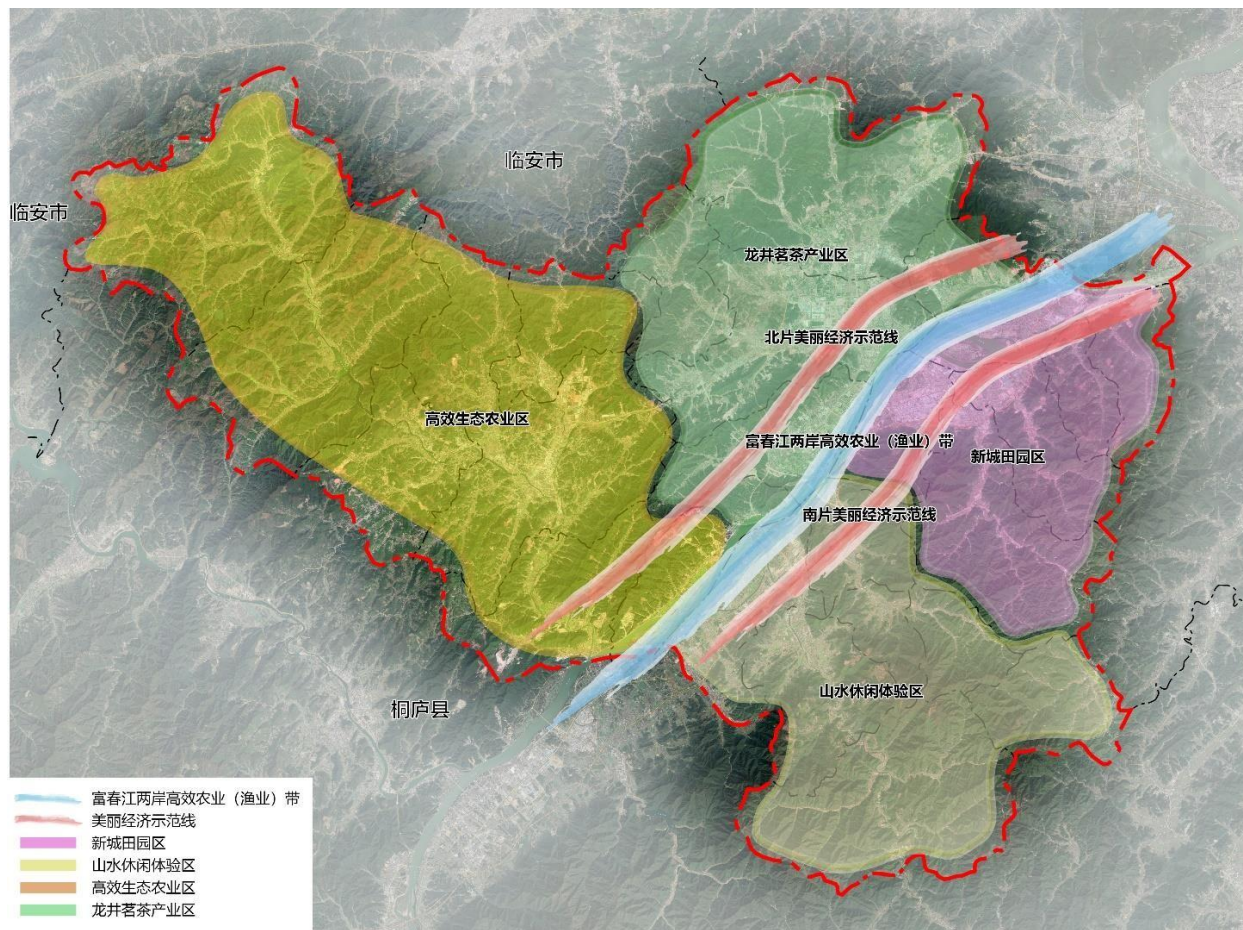 临安市
临安市
龙井茗茶产业区
北片美丽经济示范线
高效生态农业区
富春江两岸高效农业（渔业）带
新城田园区
南片美丽经济示范线
山水休闲体验区
桐庐县
富春江两岸高效农业（渔业）带
美丽经济示范线
新城田园区
山水休闲体验区
高效生态农业区
龙井茗茶产业区